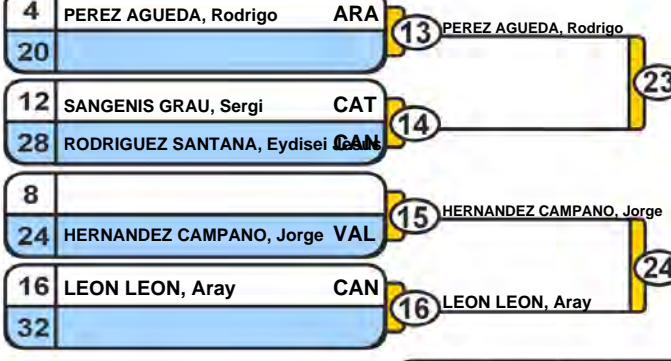 4 PEREZ AGUEDA, Rodrigo ARA
20
13 PEREZ AGUEDA, Rodrigo
23
12 SANGENIS GRAU, Sergi CAT
28 RODRIGUEZ SANTANA, Eydisei Jesus CAN
14
8
24 HERNANDEZ CAMPANO, Jorge VAL
15 HERNANDEZ CAMPANO, Jorge
24
16 LEON LEON, Aray CAN
32
16 LEON LEON, Aray